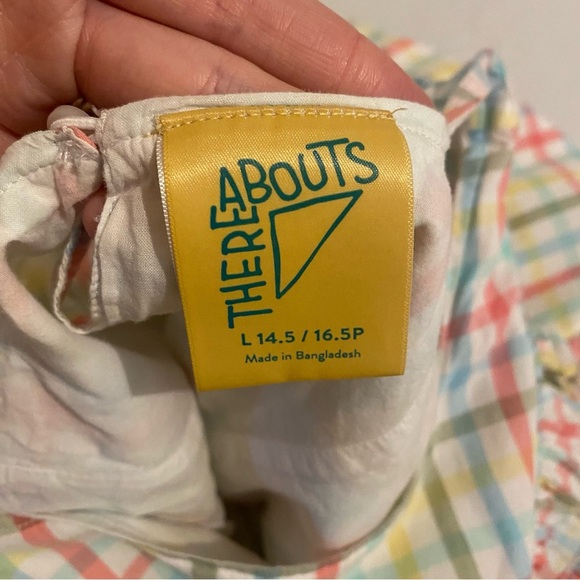 THEREABOUTS
L 14.5 / 16.5P
Made in Bangladesh